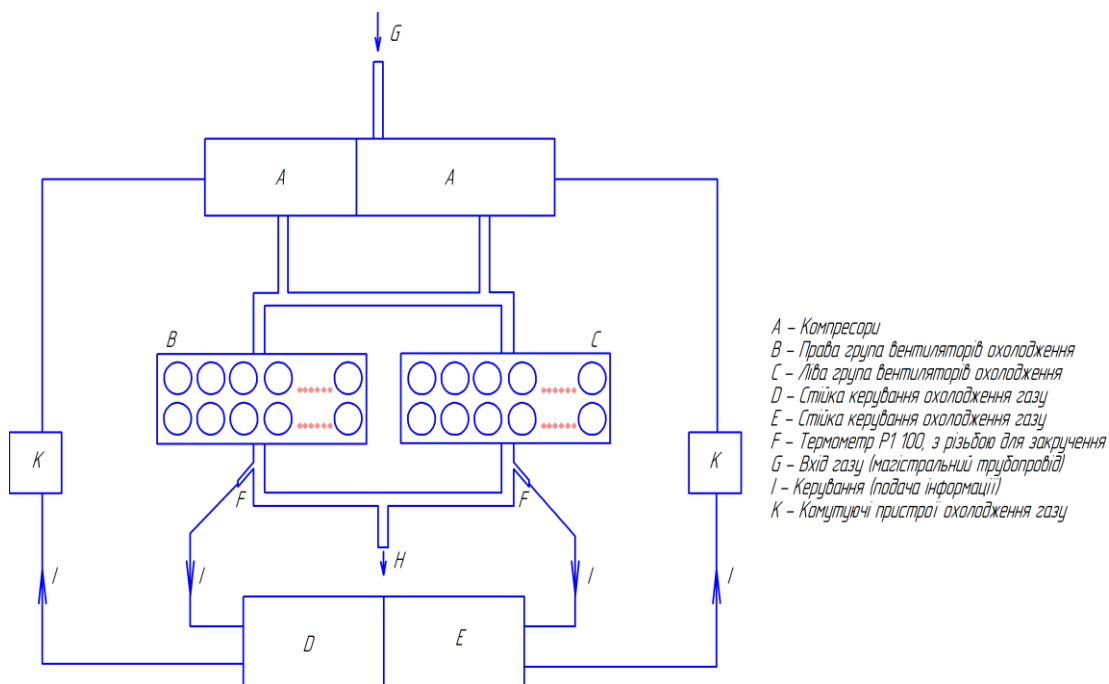 G
A A
B C
A – Компресори
B – Права група вентиляторів охолодження
C – Ліва група вентиляторів охолодження
D – Стійка керування охолодження газу
E – Стійка керування охолодження газу
F – Термометр P1 100, з різьбою для закручення
G – Вхід газу (магістральний трубопровід)
I – Керування (подача інформації)
K – Комутуючі пристрої охолодження газу
K K
F F
H
I I I I
D E